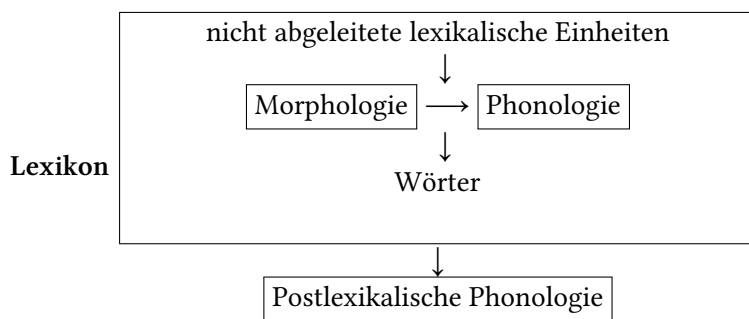 nicht abgeleitete lexikalische Einheiten
Morphologie Phonologie
Lexikon
Wörter
Postlexikalische Phonologie